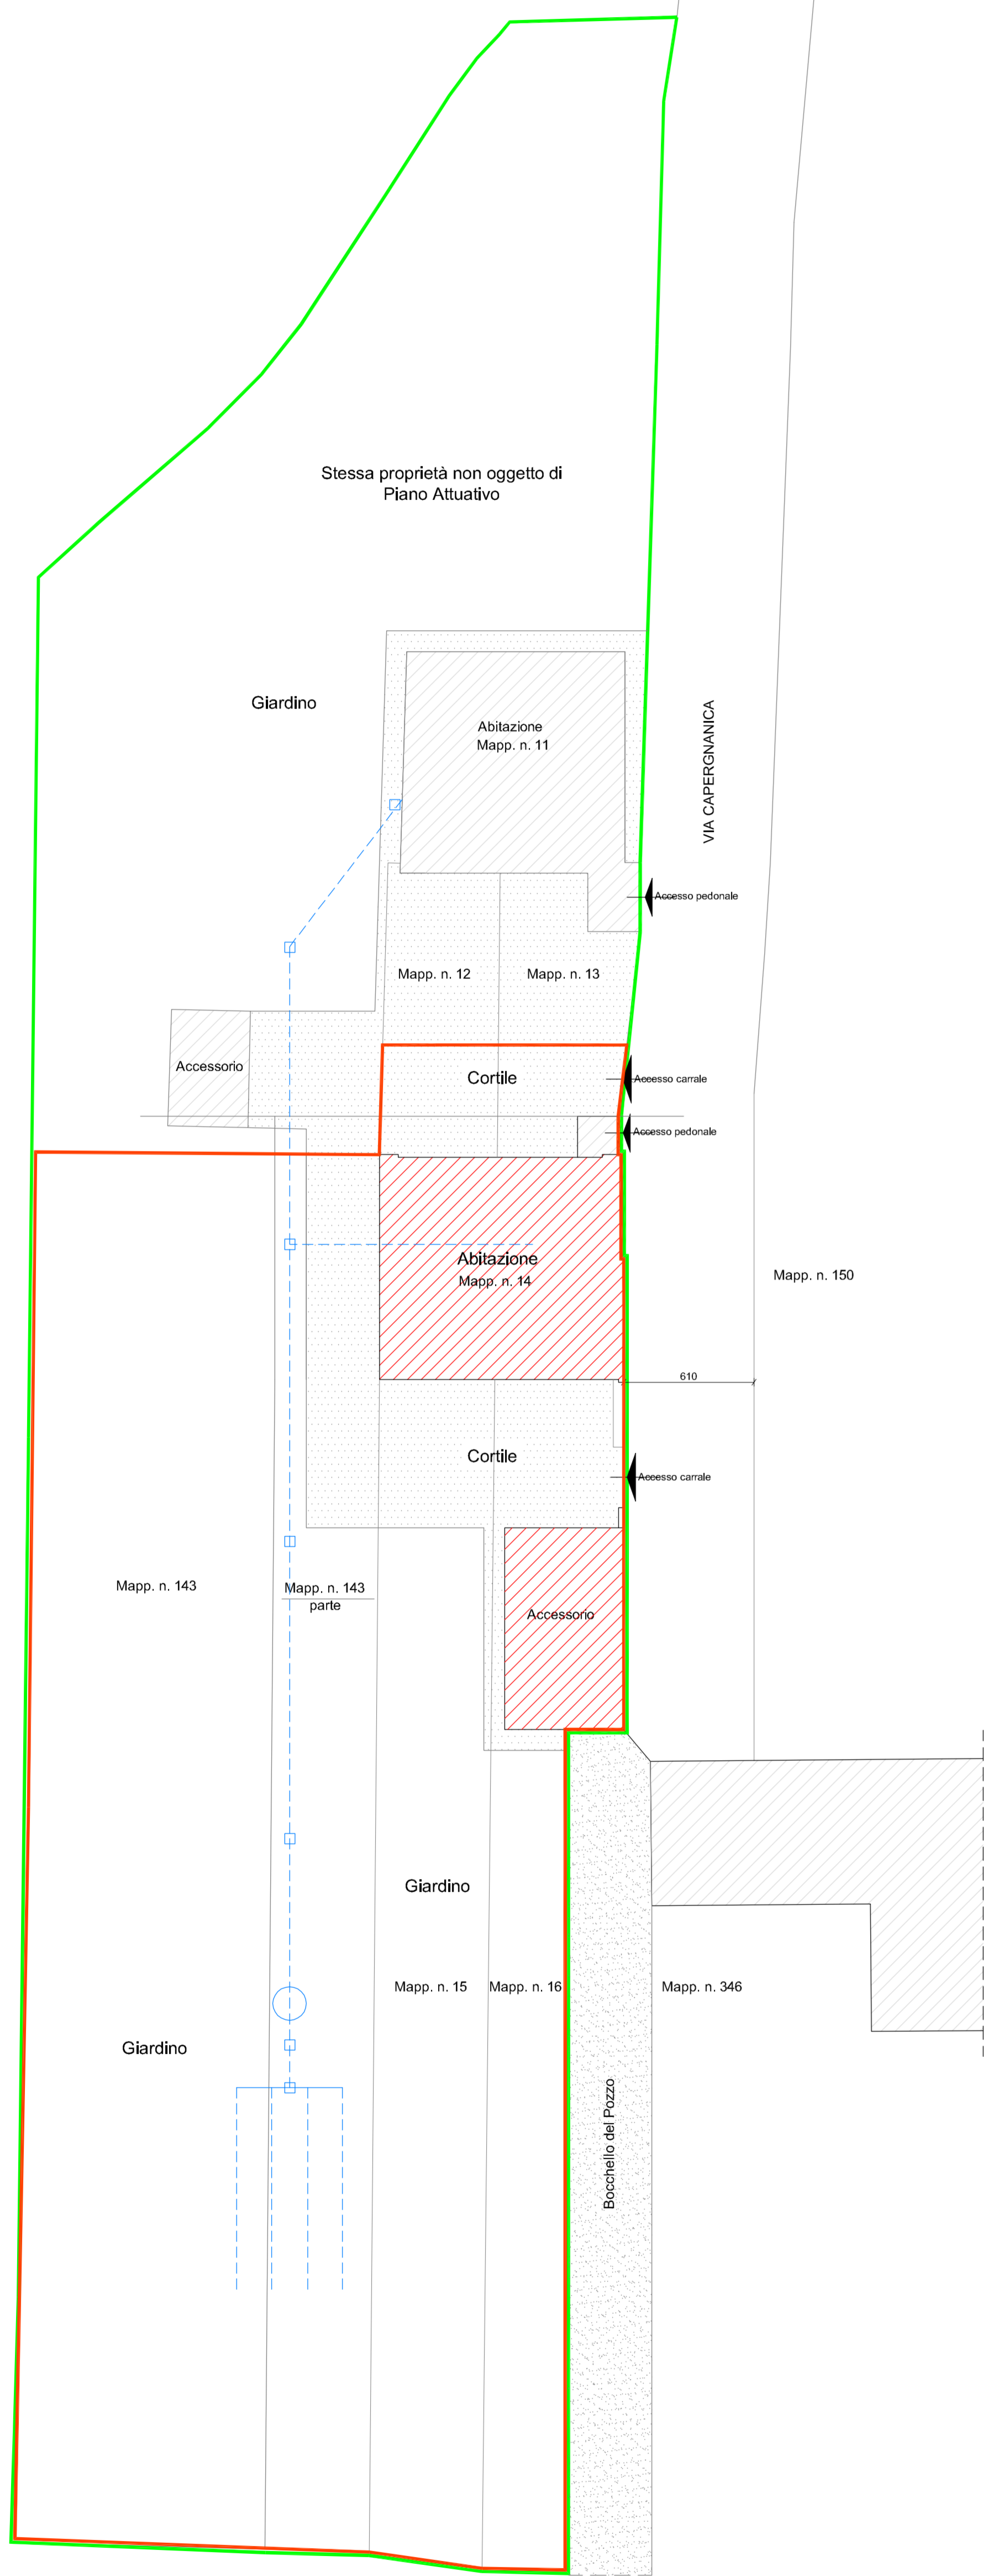 Stessa proprietà non oggetto di
Piano Attuativo
Giardino
Abitazione
Mapp. n. 11
VIA CAPERGNANICA
Accesso pedonale
Mapp. n. 12
Mapp. n. 13
Accessorio
Cortile
Accesso carrale
Accesso pedonale
Abitazione
Mapp. n. 14
Mapp. n. 150
610
Cortile
Accesso carrale
Mapp. n. 143
Mapp. n. 143
parte
Accessorio
Giardino
Mapp. n. 15
Mapp. n. 16
Mapp. n. 346
Giardino
Bocchello del Pozzo